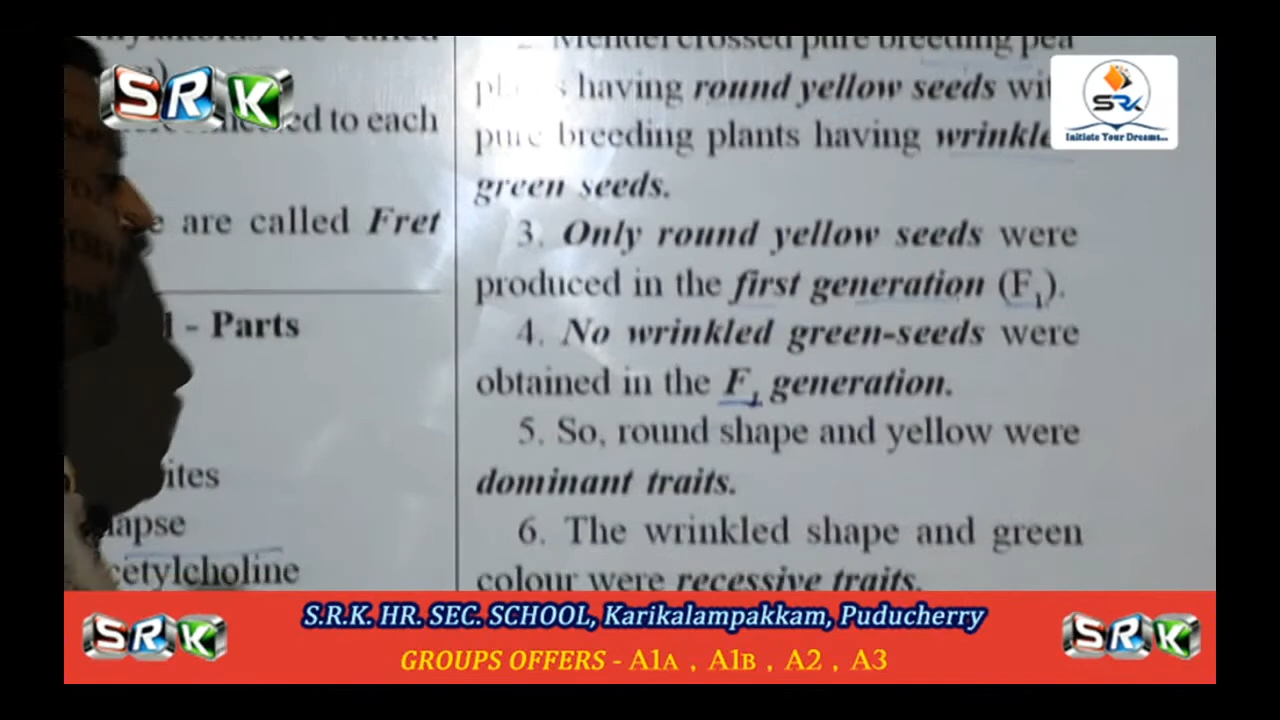 SRK
ed to each
are called Fret
- Parts
ites
lapse
cetylcholine
2. Mendel crossed pure breeding pea
having round yellow seeds
pure breeding plants having
green seeds.
3. Only round yellow seeds were
produced in the first generation (F₁).
4. No wrinkled green-seeds were
obtained in the F₁ generation.
5. So, round shape and yellow were
dominant traits.
6. The wrinkled shape and green
colour were recessive traits.
SRK
Initiate Your Dreams...
SRK
S.R.K. HR. SEC. SCHOOL, Karikalampakkam, Puducherry
GROUPS OFFERS - A1A , A1B , A2 , A3
SRK